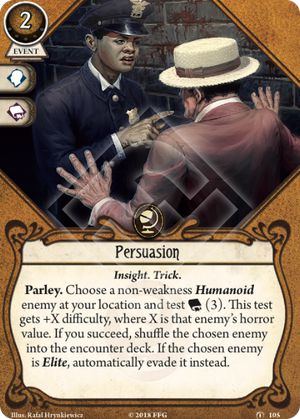 2
EVENT
Persuasion
Insight. Trick.
Parley. Choose a non-weakness Humanoid
enemy at your location and test (3). This test
gets +X difficulty, where X is that enemy's horror
value. If you succeed, shuffle the chosen enemy
into the encounter deck. If the chosen enemy
is Elite, automatically evade it instead.
Illus. Rafał Hrynkiewicz
© 2018 FFG
105